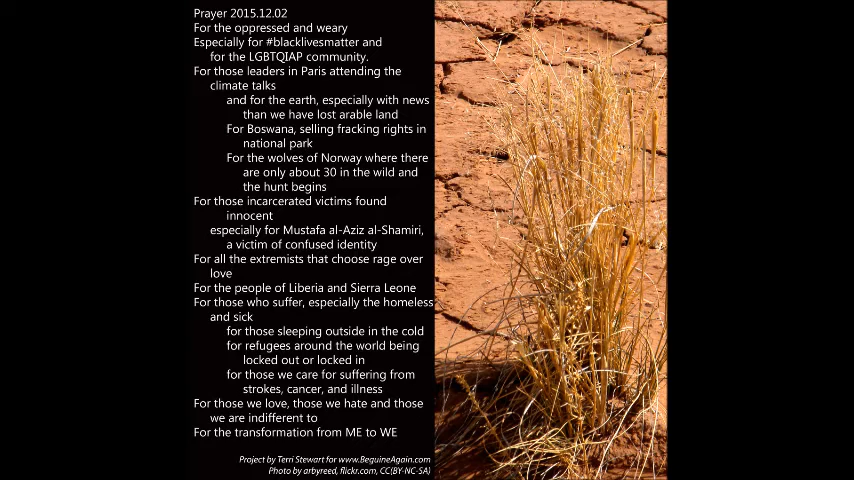 Prayer 2015.12.02
For the oppressed and weary
Especially for #blacklivesmatter and
for the LGBTQIAP community.
For those leaders in Paris attending the
climate talks
and for the earth, especially with news
than we have lost arable land
For Boswana, selling fracking rights in
national park
For the wolves of Norway where there
are only about 30 in the wild and
the hunt begins
For those incarcerated victims found
innocent
especially for Mustafa al-Aziz al-Shamiri,
a victim of confused identity
For all the extremists that choose rage over
love
For the people of Liberia and Sierra Leone
For those who suffer, especially the homeless
and sick
for those sleeping outside in the cold
for refugees around the world being
locked out or locked in
for those we care for suffering from
strokes, cancer, and illness
For those we love, those we hate and those
we are indifferent to
For the transformation from ME to WE
Project by Terri Stewart for www.BeguineAgain.com
Photo by arbyreed, flickr.com, CC(BY-NC-SA)